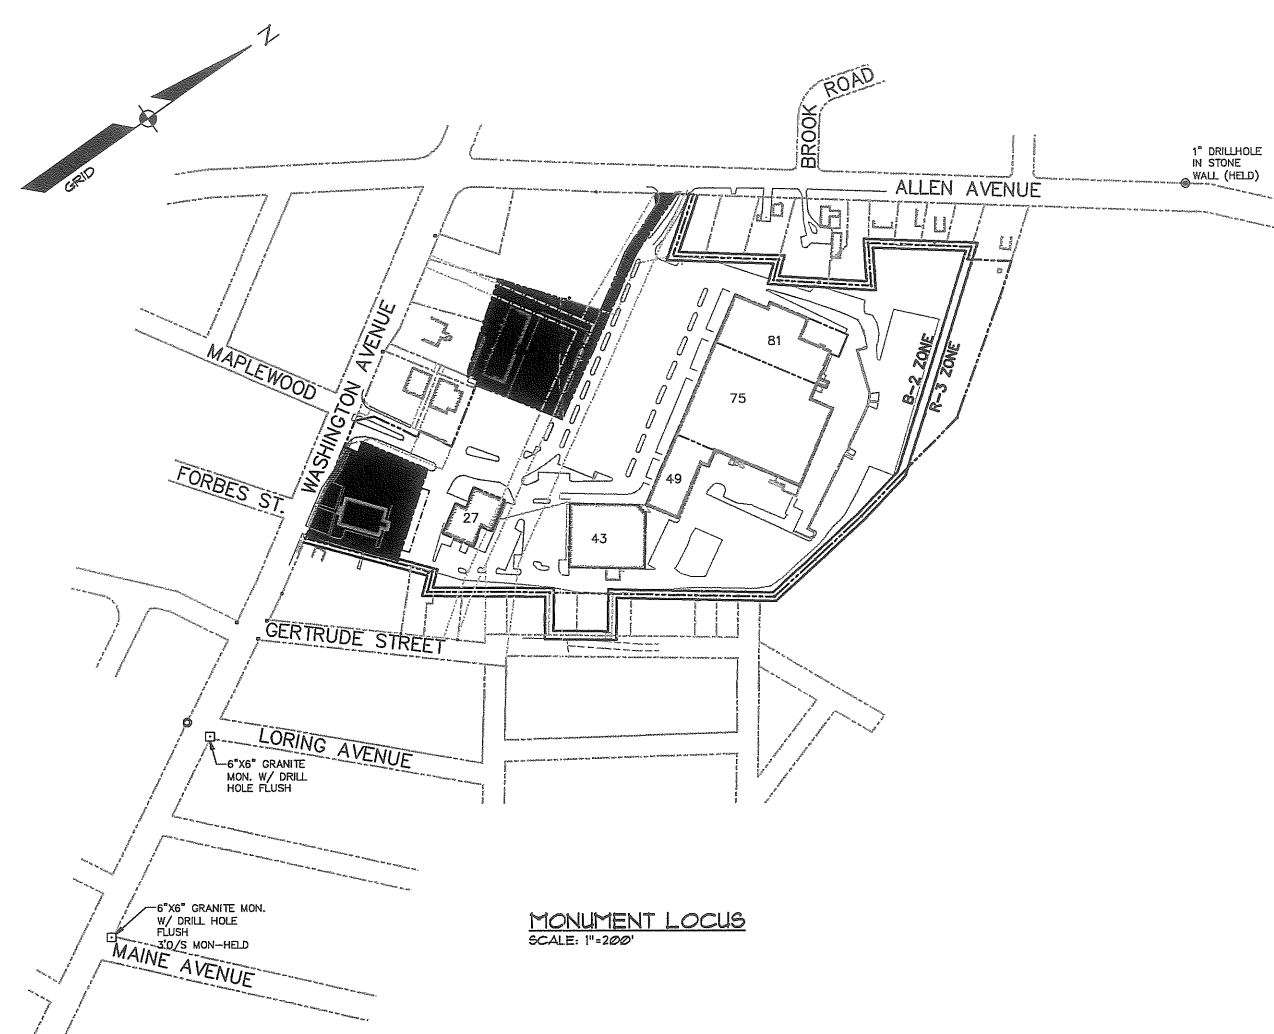 N
GRID
BROOK ROAD
ALLEN AVENUE
1" DRILLHOLE
IN STONE
WALL (HELD)
WASHINGTON AVENUE
MAPLEWOOD
FORBES ST.
81
75
49
43
27
B-2 ZONE
R-3 ZONE
GERTRUDE STREET
LORING AVENUE
6"X6" GRANITE
MON. W/ DRILL
HOLE FLUSH
6"X6" GRANITE MON.
W/ DRILL HOLE
FLUSH
3'O/S MON-HELD
MAINE AVENUE
MONUMENT LOCUS
SCALE: 1"=200'